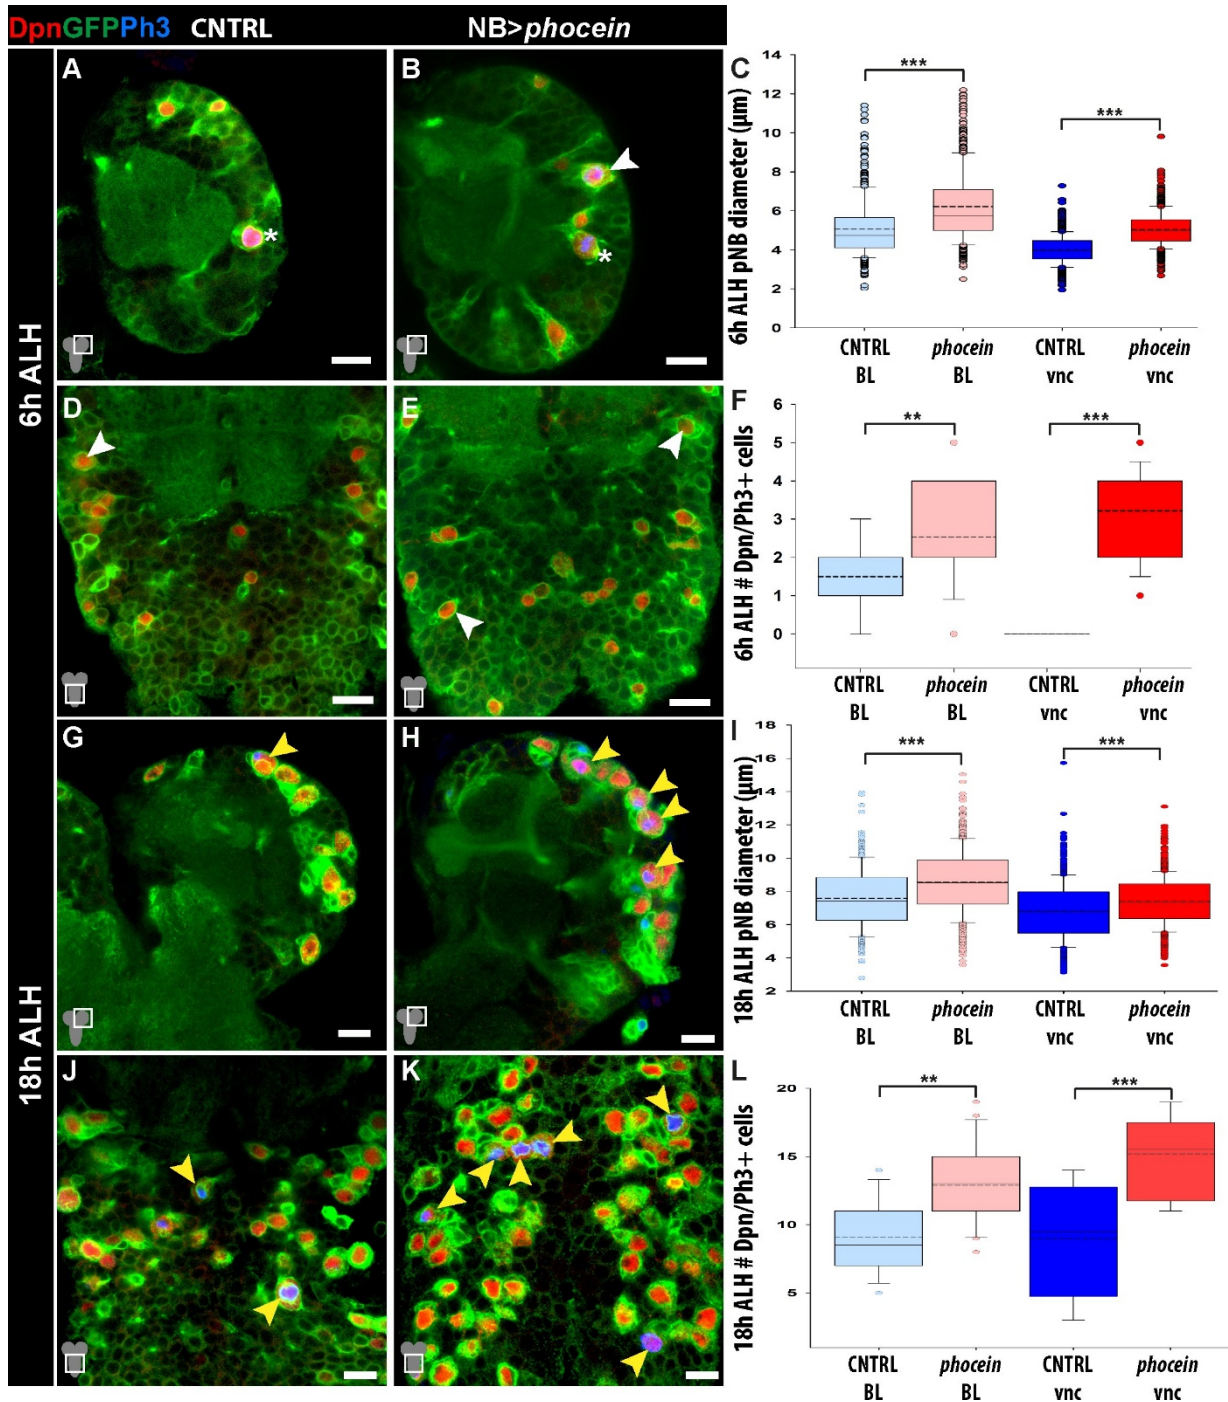 DpnGFPPh3 CNTRL NB>phocein
6h ALH
18h ALH
A
*
B
*
C
6h ALH pNB diameter (μm)
14
12
10
8
6
4
2
0
***
***
CNTRL BL
phocein BL
CNTRL vnc
phocein vnc
D
E
F
6h ALH # Dpn/Ph3+ cells
6
5
4
3
2
1
0
**
***
CNTRL BL
phocein BL
CNTRL vnc
phocein vnc
G
H
I
18h ALH pNB diameter (μm)
18
16
14
12
10
8
6
4
2
***
***
CNTRL BL
phocein BL
CNTRL vnc
phocein vnc
J
K
L
18h ALH # Dpn/Ph3+ cells
20
15
10
5
**
***
CNTRL BL
phocein BL
CNTRL vnc
phocein vnc